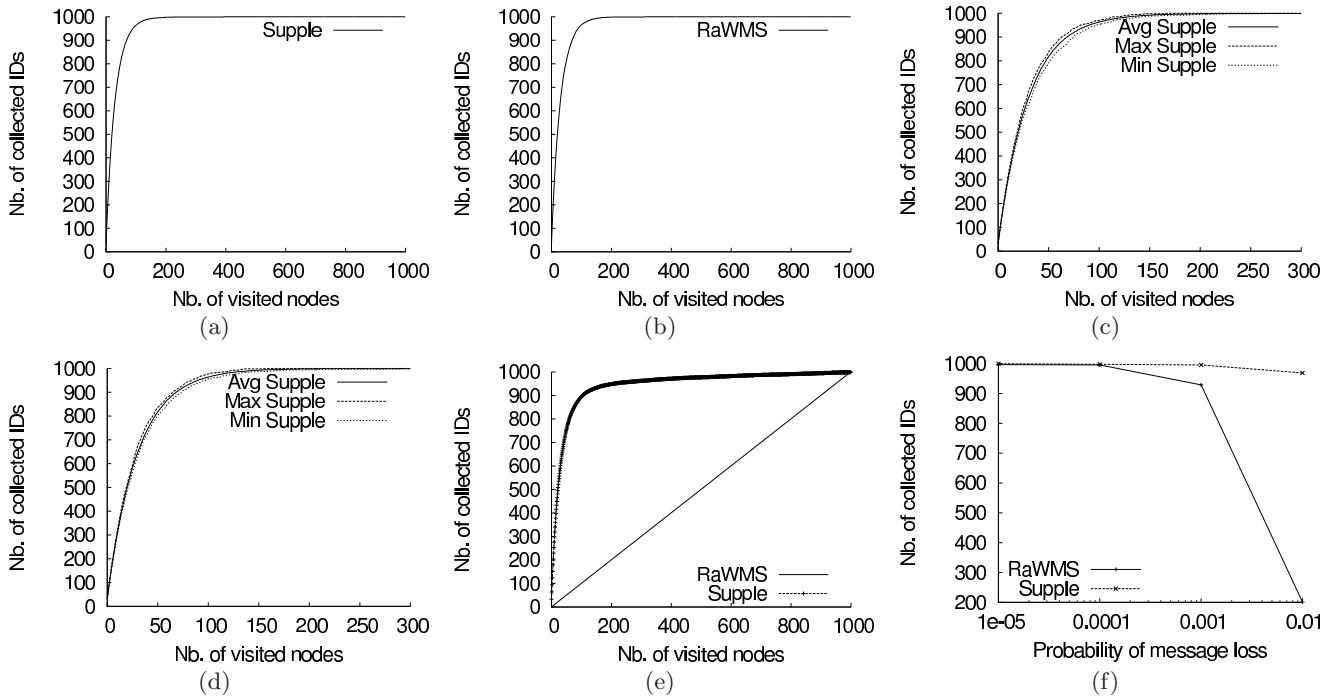 Nb. of collected IDs
1000
900
800
700
600
500
400
300
200
100
0
Supple
0 200 400 600 800 1000
Nb. of visited nodes
(a)
Nb. of collected IDs
1000
900
800
700
600
500
400
300
200
100
0
RaWMS
0 200 400 600 800 1000
Nb. of visited nodes
(b)
Nb. of collected IDs
1000
900
800
700
600
500
400
300
200
100
0
Avg Supple
Max Supple
Min Supple
0 50 100 150 200 250 300
Nb. of visited nodes
(c)
Nb. of collected IDs
1000
900
800
700
600
500
400
300
200
100
0
Avg Supple
Max Supple
Min Supple
0 50 100 150 200 250 300
Nb. of visited nodes
(d)
Nb. of collected IDs
1000
900
800
700
600
500
400
300
200
100
0
RaWMS
Supple
0 200 400 600 800 1000
Nb. of visited nodes
(e)
Nb. of collected IDs
1000
900
800
700
600
500
400
300
200
RaWMS
Supple
1e-05 0.0001 0.001 0.01
Probability of message loss
(f)